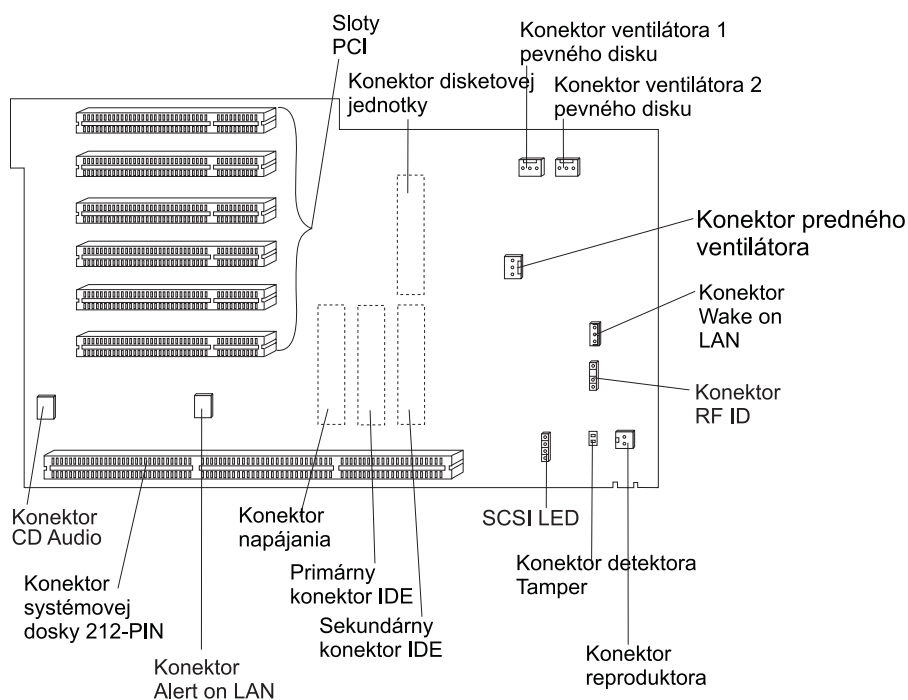 Sloty
PCI
Konektor ventilátora 1
pevného disku
Konektor disketovej
jednotky
Konektor ventilátora 2
pevného disku
Konektor predného
ventilátora
Konektor
Wake on
LAN
Konektor
RF ID
Konektor
CD Audio
Konektor
napájania
SCSI LED
Konektor detektora
Tamper
Primárny
konektor IDE
Konektor
systémovej
dosky 212-PIN
Sekundárny
konektor IDE
Konektor
reproduktora
Konektor
Alert on LAN